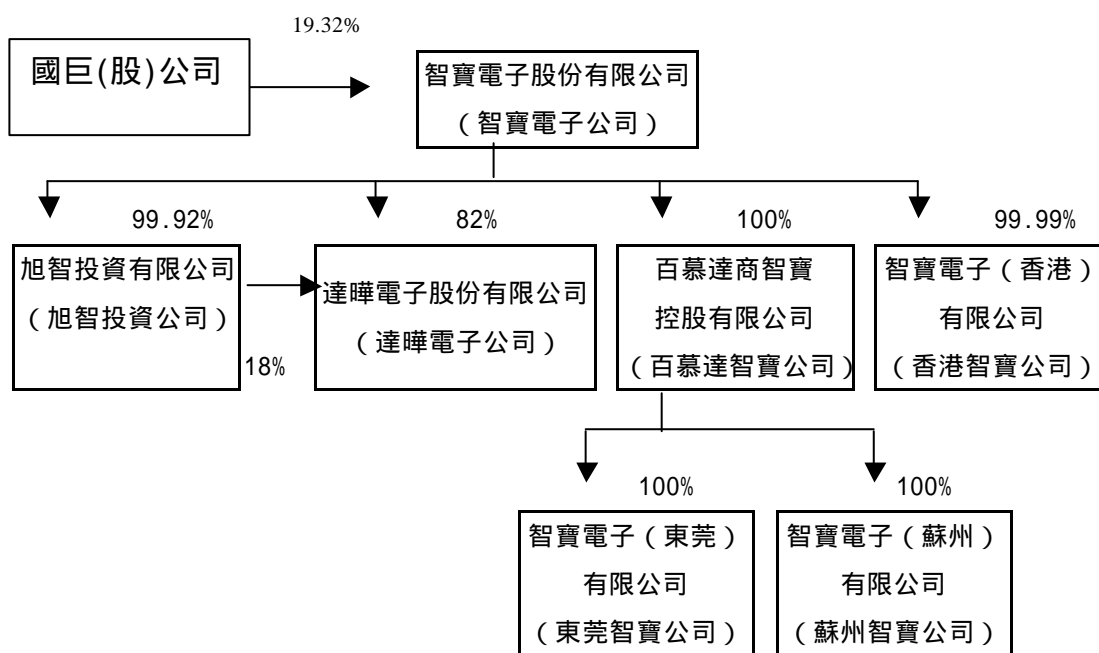 19.32%
國巨(股)公司
智寶電子股份有限公司
(智寶電子公司)
99.92%
82%
100%
99.99%
旭智投資有限公司
(旭智投資公司)
18%
達曄電子股份有限公司
(達曄電子公司)
百慕達商智寶
控股有限公司
(百慕達智寶公司)
智寶電子(香港)
有限公司
(香港智寶公司)
100%
100%
智寶電子(東莞)
有限公司
(東莞智寶公司)
智寶電子(蘇州)
有限公司
(蘇州智寶公司)